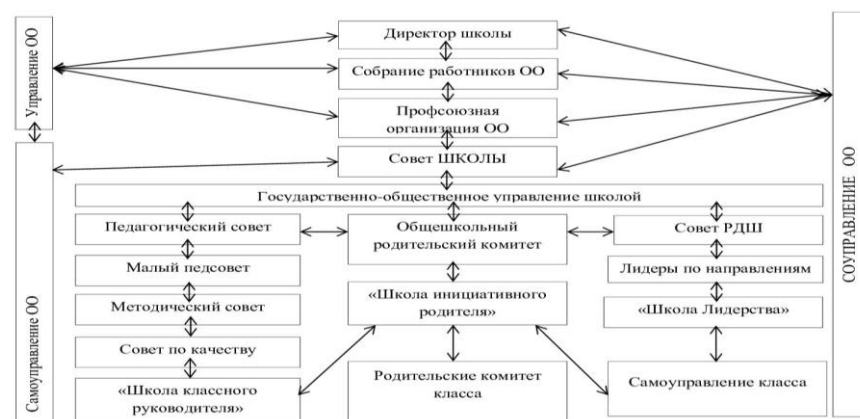 Управление ОО
Самоуправление ОО
Директор школы
Собрание работников ОО
Профсоюзная
организация ОО
Совет ШКОЛЫ
Государственно-общественное управление школой
Педагогический совет
Общешкольный
родительский комитет
Совет РДШ
Малый педсовет
Лидеры по направлениям
Методический совет
«Школа инициативного
родителя»
«Школа Лидерства»
Совет по качеству
«Школа классного
руководителя»
Родительские комитет
класса
Самоуправление класса
СОУПРАВЛЕНИЕ ОО